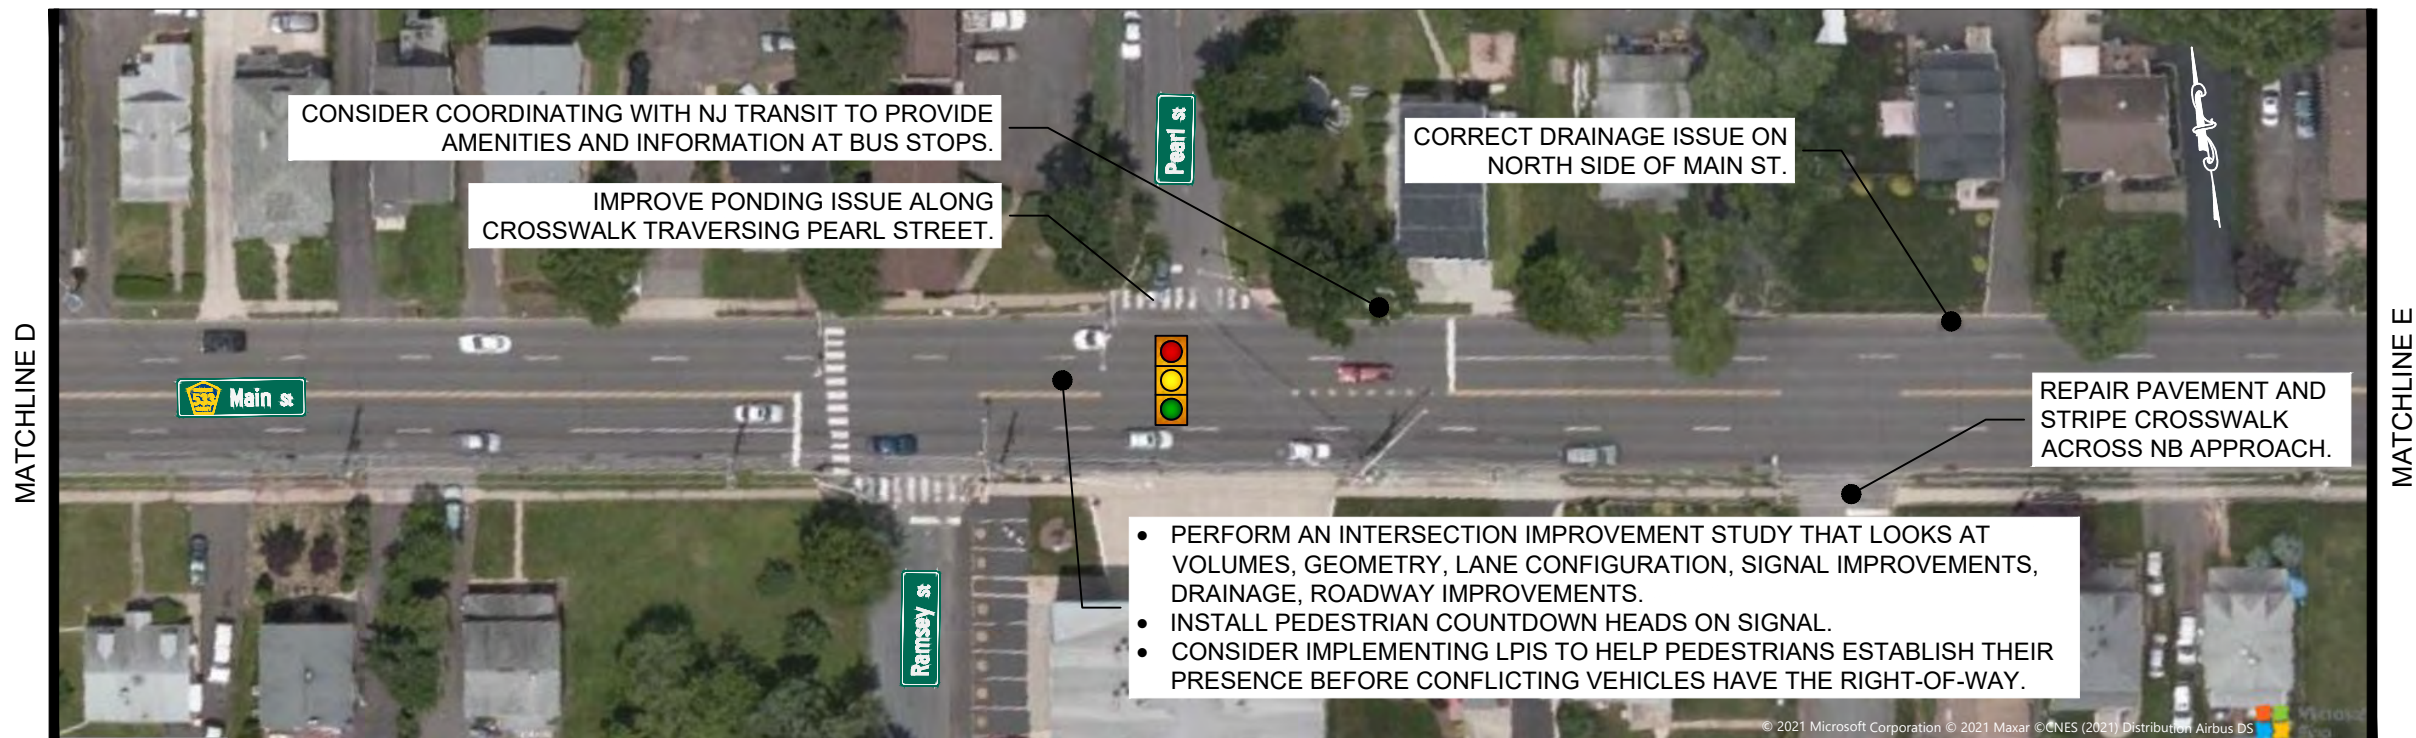 MATCHLINE D
CONSIDER COORDINATING WITH NJ TRANSIT TO PROVIDE
AMENITIES AND INFORMATION AT BUS STOPS.
IMPROVE PONDING ISSUE ALONG
CROSSWALK TRAVERSING PEARL STREET.
Pearl St
CORRECT DRAINAGE ISSUE ON
NORTH SIDE OF MAIN ST.
533
Main St
REPAIR PAVEMENT AND
STRIPE CROSSWALK
ACROSS NB APPROACH.
Ramsey St
• PERFORM AN INTERSECTION IMPROVEMENT STUDY THAT LOOKS AT
VOLUMES, GEOMETRY, LANE CONFIGURATION, SIGNAL IMPROVEMENTS,
DRAINAGE, ROADWAY IMPROVEMENTS.
• INSTALL PEDESTRIAN COUNTDOWN HEADS ON SIGNAL.
• CONSIDER IMPLEMENTING LPIS TO HELP PEDESTRIANS ESTABLISH THEIR
PRESENCE BEFORE CONFLICTING VEHICLES HAVE THE RIGHT-OF-WAY.
MATCHLINE E
© 2021 Microsoft Corporation © 2021 Maxar ©CNES (2021) Distribution Airbus DS